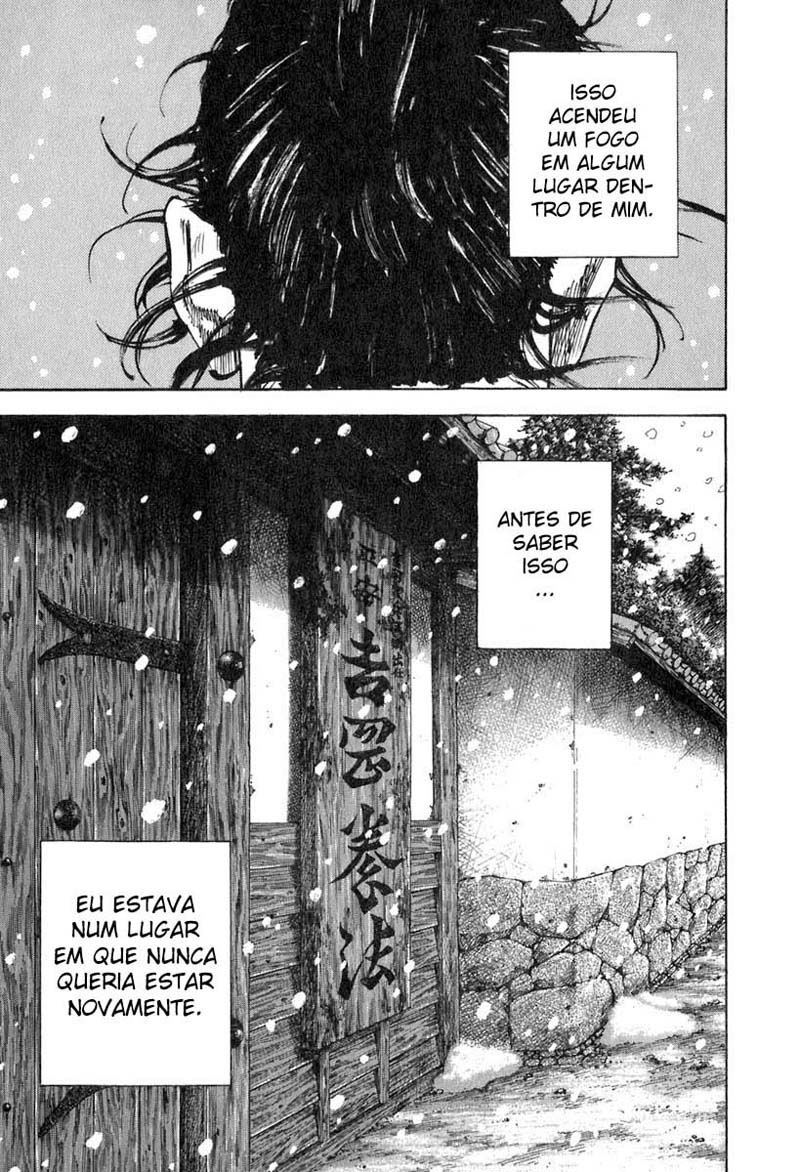 ISSO
ACENDEU
UM FOGO
EM ALGUM
LUGAR DEN-
TRO DE MIM.
ANTES DE
SABER
ISSO
...
吉岡拳法
EU ESTAVA
NUM LUGAR
EM QUE NUNCA
QUERIA ESTAR
NOVAMENTE.